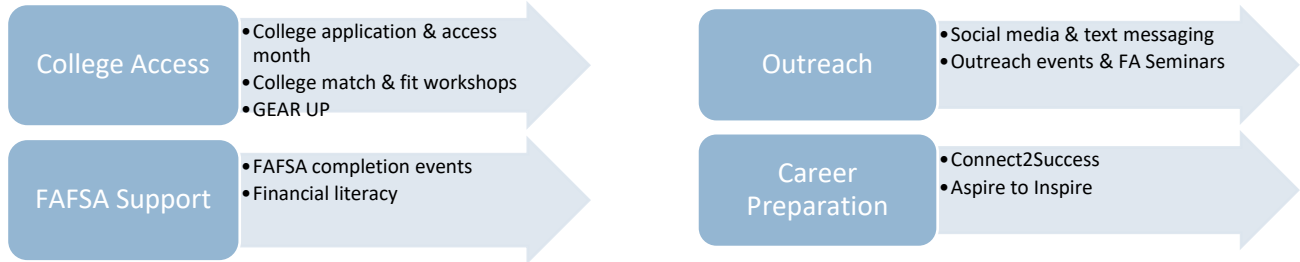 College Access
•College application & access
month
•College match & fit workshops
•GEAR UP
FAFSA Support
•FAFSA completion events
•Financial literacy
Outreach
•Social media & text messaging
•Outreach events & FA Seminars
Career
Preparation
•Connect2Success
•Aspire to Inspire